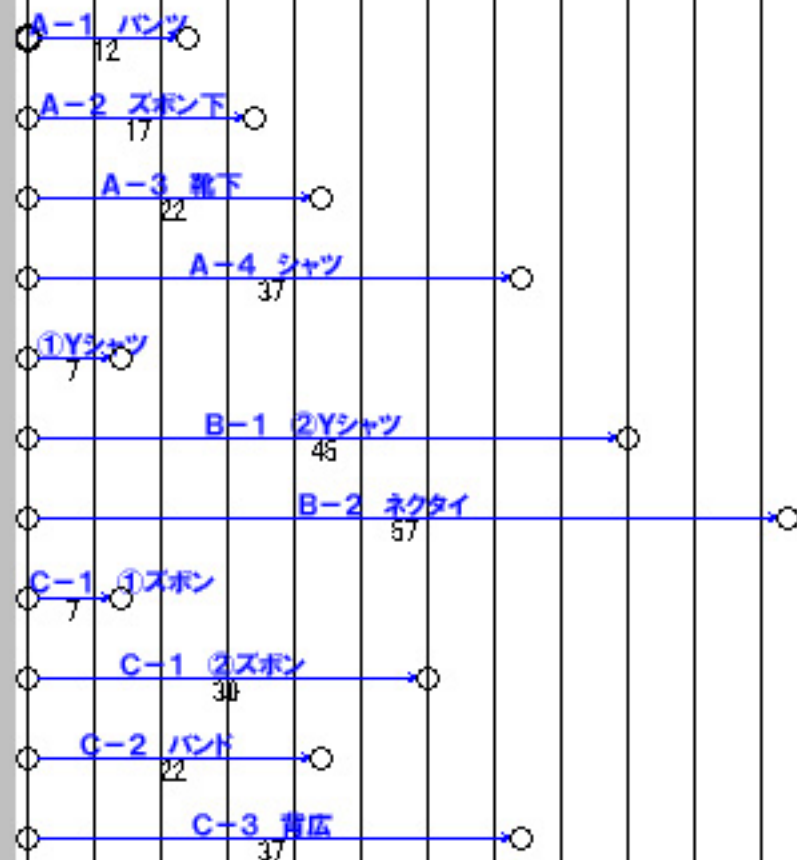 A－1 パンツ
12
A－2 ズボン下
17
A－3 靴下
22
A－4 シャツ
37
①Yシャツ
7
B－1 ②Yシャツ
45
B－2 ネクタイ
57
C－1 ①ズボン
7
C－1 ②ズボン
30
C－2 バンド
22
C－3 背広
37